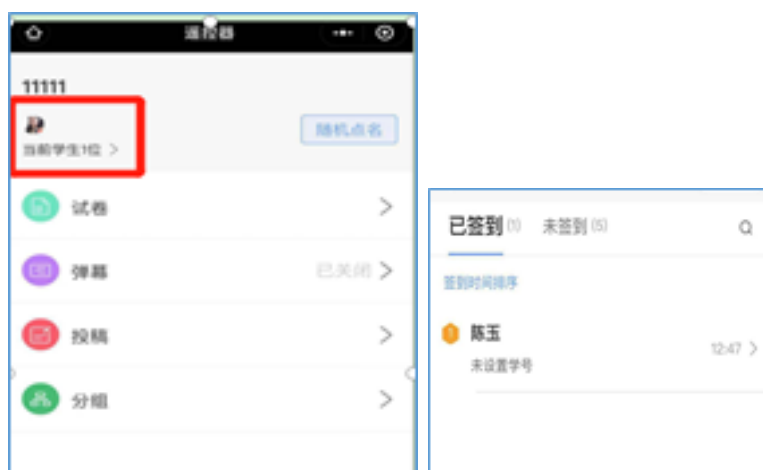 遥控器
11111
当前学生1位 >
随机点名
试卷
弹幕 已关闭
投稿
分组
已签到 (1) 未签到 (5)
签到时间排序
1 陈玉
12:47
未设置学号